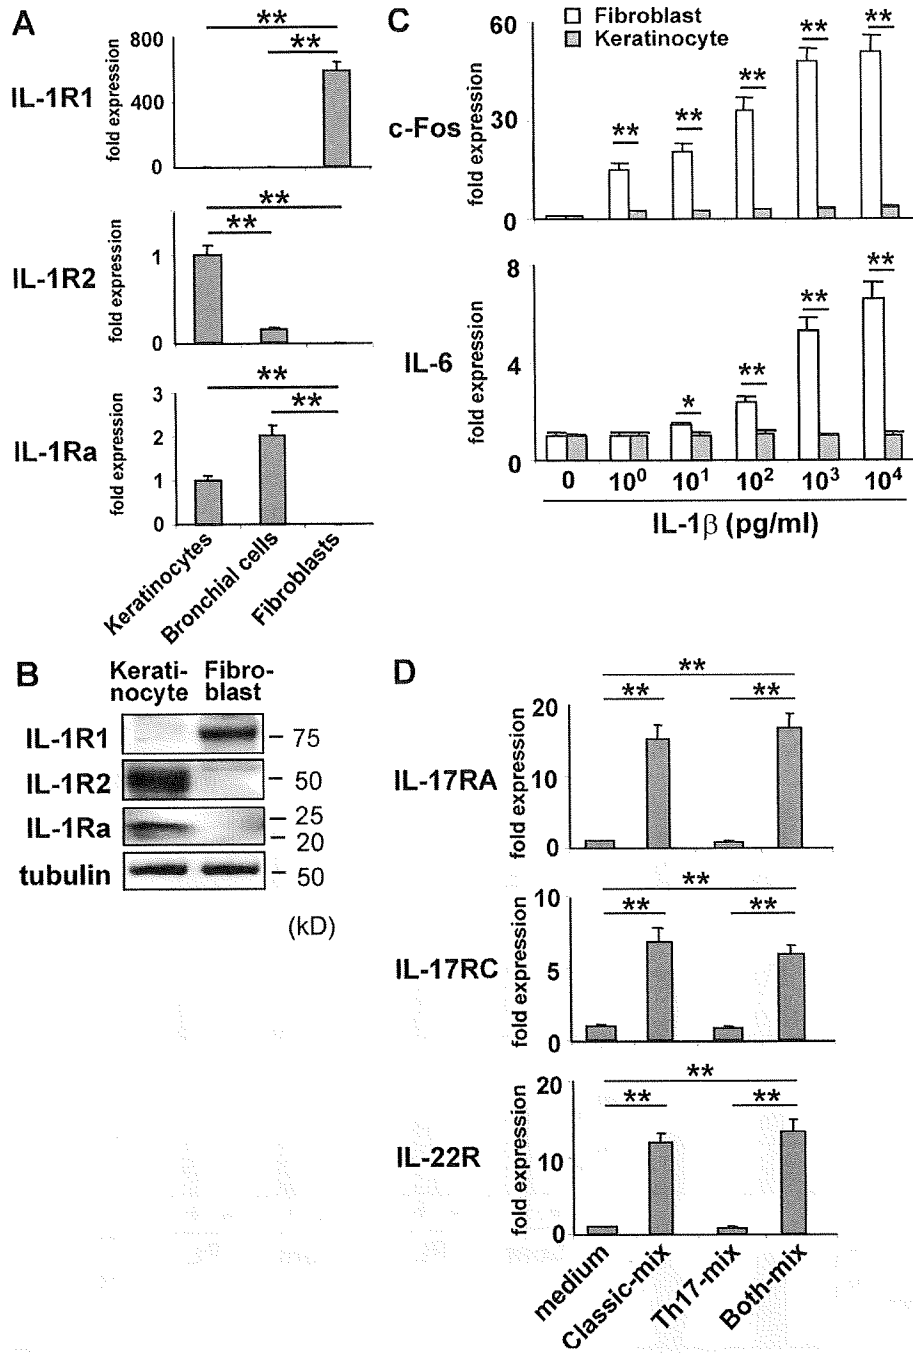 A
IL-1R1
fold expression
800
400
0
**
**
IL-1R2
fold expression
1
0
**
**
IL-1Ra
fold expression
3
2
1
0
**
**
Keratinocytes
Bronchial cells
Fibroblasts
B
Kerati-
nocyte
Fibro-
blast
IL-1R1
75
IL-1R2
50
IL-1Ra
25
20
tubulin
50
(kD)
C
Fibroblast
Keratinocyte
c-Fos
fold expression
60
30
0
**
**
**
**
**
IL-6
fold expression
8
4
0
*
**
**
**
0 10⁰ 10¹ 10² 10³ 10⁴
IL-1β (pg/ml)
D
IL-17RA
fold expression
20
10
0
**
**
**
IL-17RC
fold expression
10
5
0
**
**
**
IL-22R
fold expression
20
10
0
**
**
**
medium
Classic-mix
Th17-mix
Both-mix